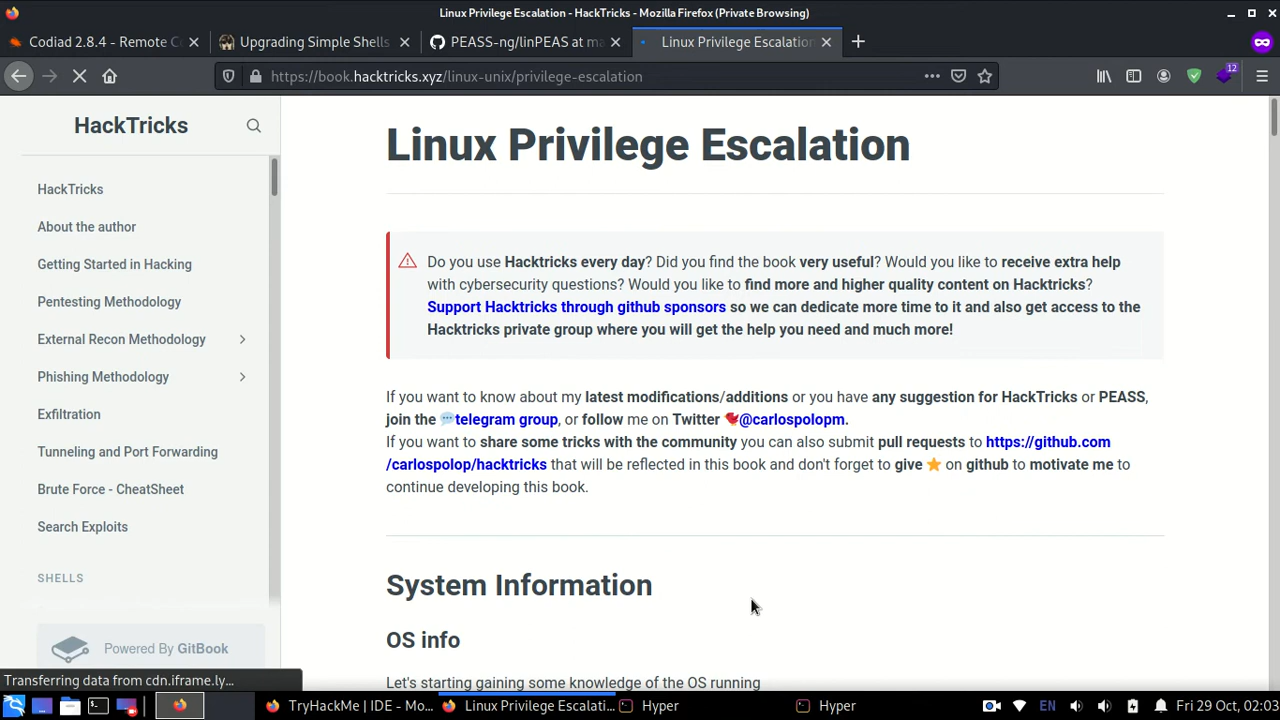 Linux Privilege Escalation - HackTricks - Mozilla Firefox (Private Browsing)
Codiad 2.8.4 - Remote C
Upgrading Simple Shells
PEASS-ng/linPEAS at ma
Linux Privilege Escalation
https://book.hacktricks.xyz/linux-unix/privilege-escalation
12
HackTricks
HackTricks
About the author
Getting Started in Hacking
Pentesting Methodology
External Recon Methodology
Phishing Methodology
Exfiltration
Tunneling and Port Forwarding
Brute Force - CheatSheet
Search Exploits
SHELLS
Powered By GitBook
Linux Privilege Escalation
Do you use Hacktricks every day? Did you find the book very useful? Would you like to receive extra help
with cybersecurity questions? Would you like to find more and higher quality content on Hacktricks?
Support Hacktricks through github sponsors so we can dedicate more time to it and also get access to the
Hacktricks private group where you will get the help you need and much more!
If you want to know about my latest modifications/additions or you have any suggestion for HackTricks or PEASS,
join the 💬telegram group, or follow me on Twitter 🐦@carlospolopm.
If you want to share some tricks with the community you can also submit pull requests to https://github.com
/carlospolop/hacktricks that will be reflected in this book and don't forget to give ⭐ on github to motivate me to
continue developing this book.
System Information
OS info
Let's starting gaining some knowledge of the OS running
Transferring data from cdn.iframe.ly…
TryHackMe | IDE - Mo...
Linux Privilege Escalati...
Hyper
Hyper
EN
Fri 29 Oct, 02:03